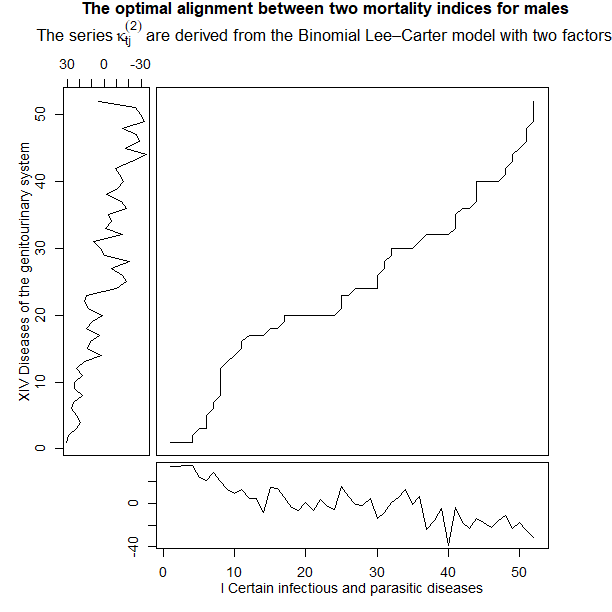 The optimal alignment between two mortality indices for males
The series κtj(2) are derived from the Binomial Lee–Carter model with two factors
30 0 -30
XIV Diseases of the genitourinary system
50
40
30
20
10
0
0
-40
0 10 20 30 40 50
I Certain infectious and parasitic diseases